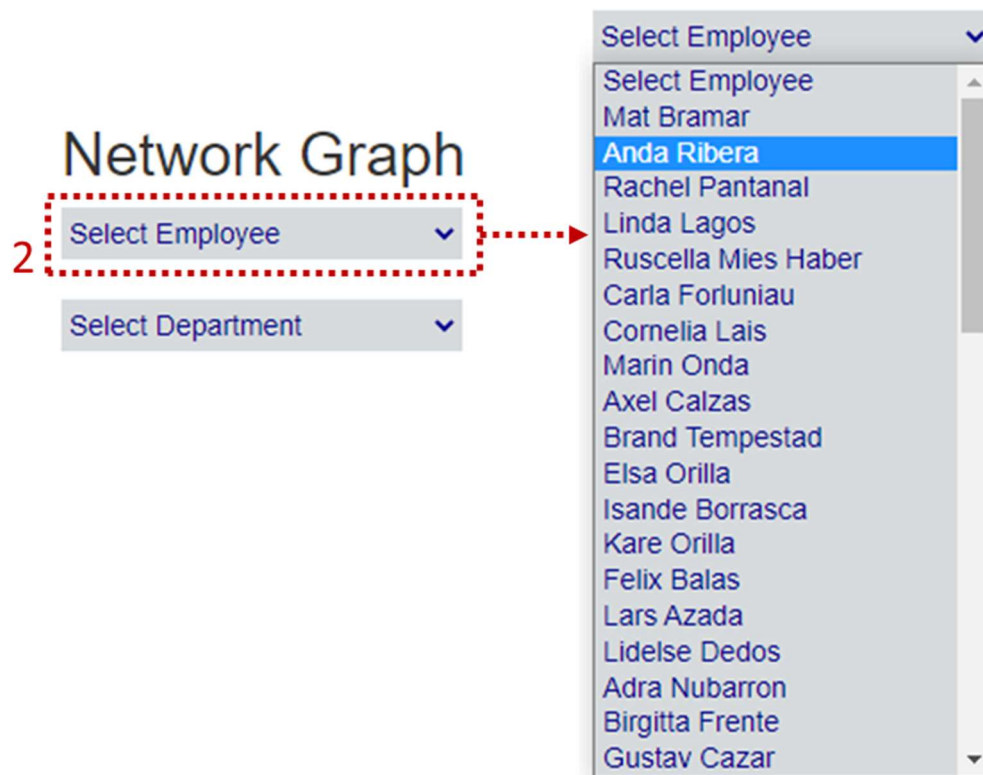 Network Graph
2
Select Employee
Select Department
Select Employee
Select Employee
Mat Bramar
Anda Ribera
Rachel Pantanal
Linda Lagos
Ruscella Mies Haber
Carla Forluniau
Cornelia Lais
Marin Onda
Axel Calzas
Brand Tempestad
Elsa Orilla
Isande Borrasca
Kare Orilla
Felix Balas
Lars Azada
Lidelse Dedos
Adra Nubarron
Birgitta Frente
Gustav Cazar